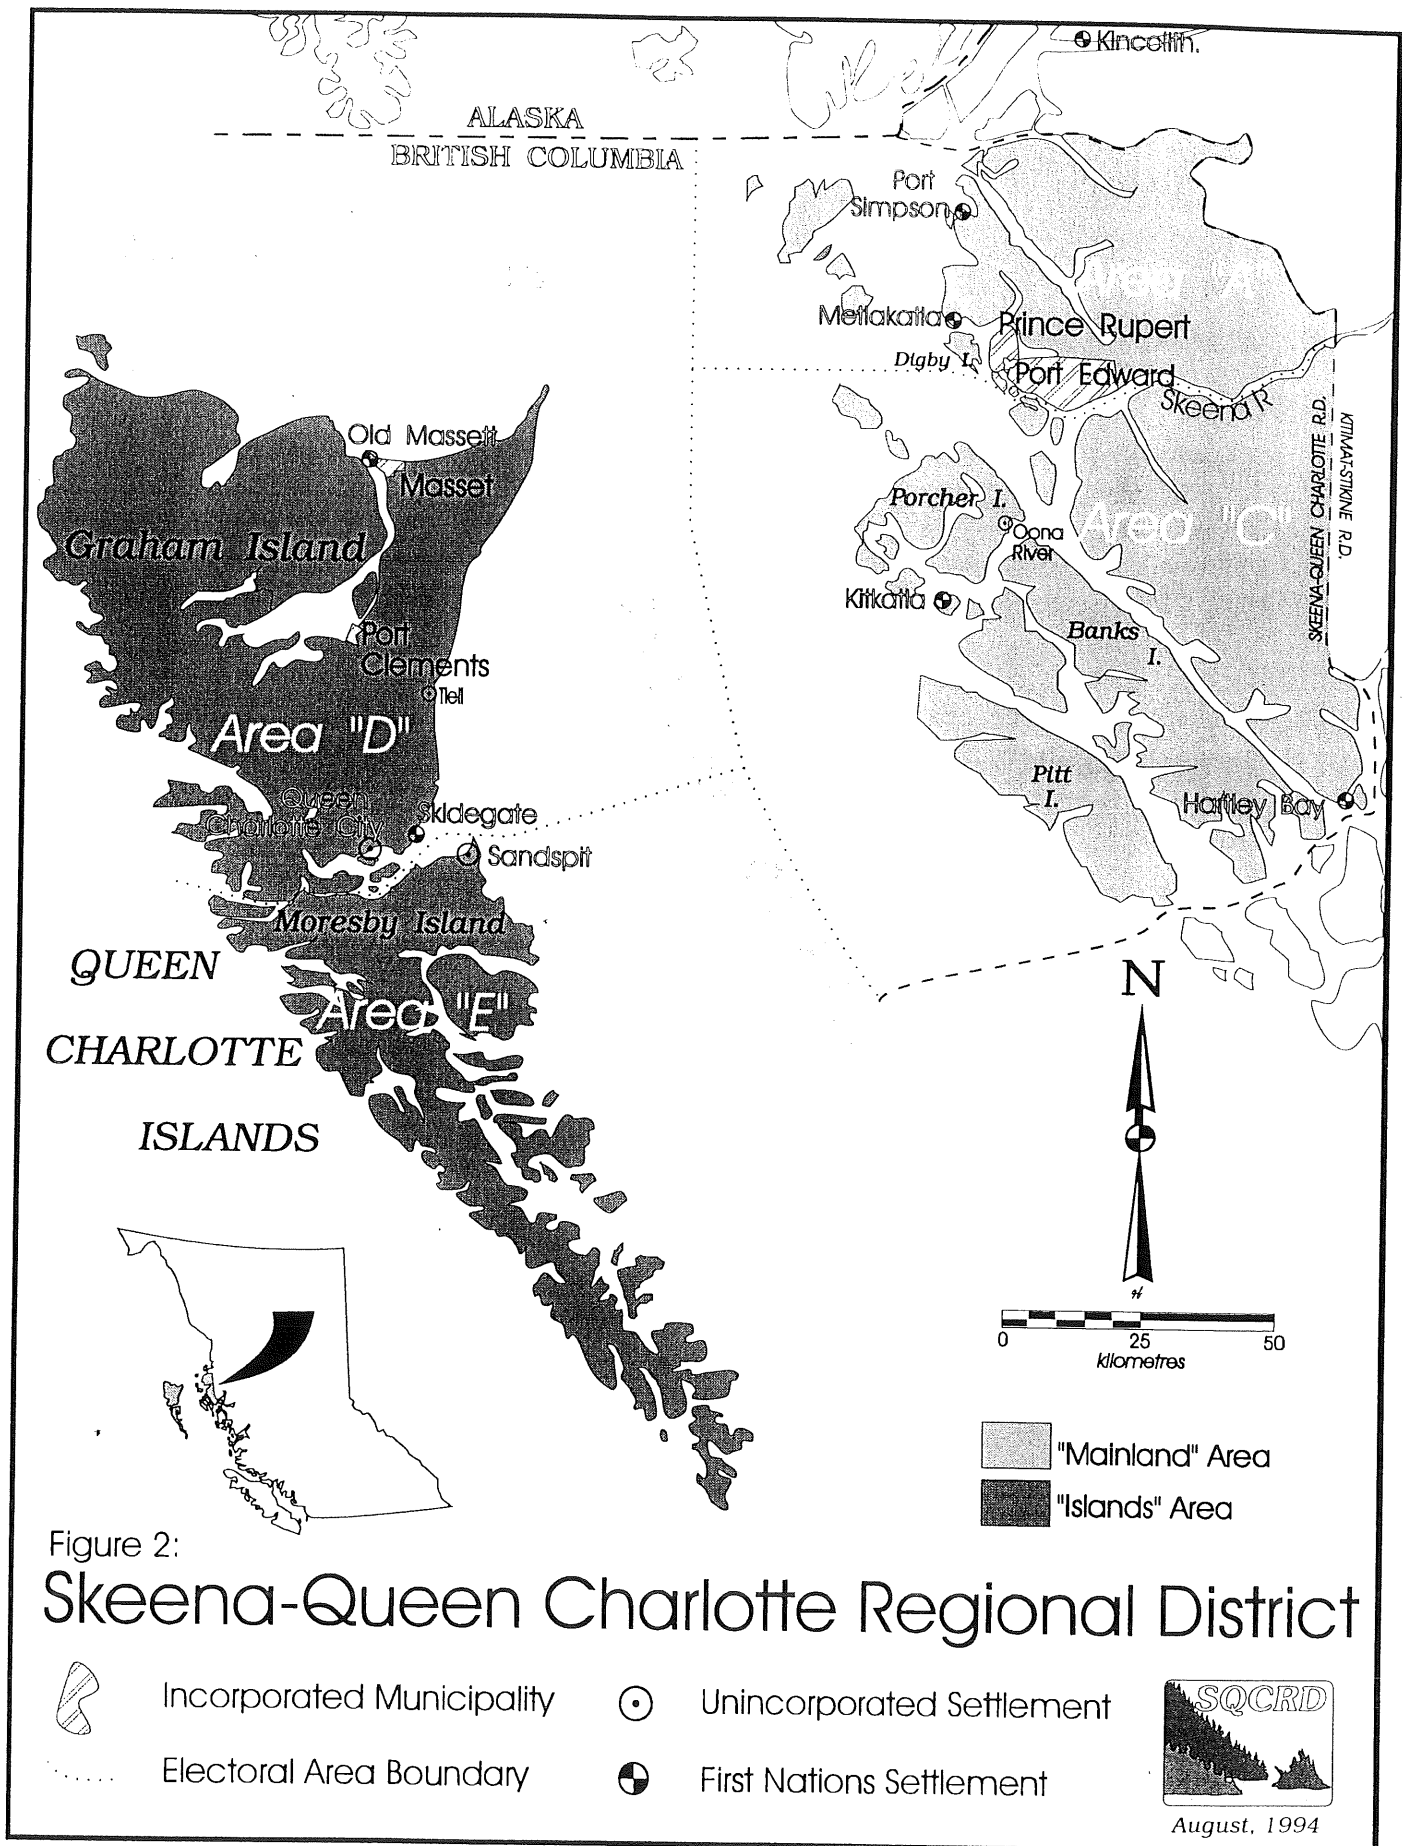 Kincolith.
ALASKA
BRITISH COLUMBIA
Port
Simpson
Area "A"
Metlakatla
Prince Rupert
Digby I.
Port Edward
Skeena R
Old Massett
Masset
Graham Island
Porcher I.
Oona
River
Area "C"
SKEENA-QUEEN CHARLOTTE R.D.
KITIMAT-STIKINE R.D.
Kitkatla
Banks
I.
Port
Clements
Tlell
Area "D"
Pitt
I.
Hartley Bay
Queen
Charlotte City
Skidegate
Sandspit
Moresby Island
QUEEN
CHARLOTTE
ISLANDS
Area "E"
N
0 25 50
kilometres
"Mainland" Area
"Islands" Area
Figure 2:
Skeena-Queen Charlotte Regional District
Incorporated Municipality
Unincorporated Settlement
Electoral Area Boundary
First Nations Settlement
SQCRD
August, 1994